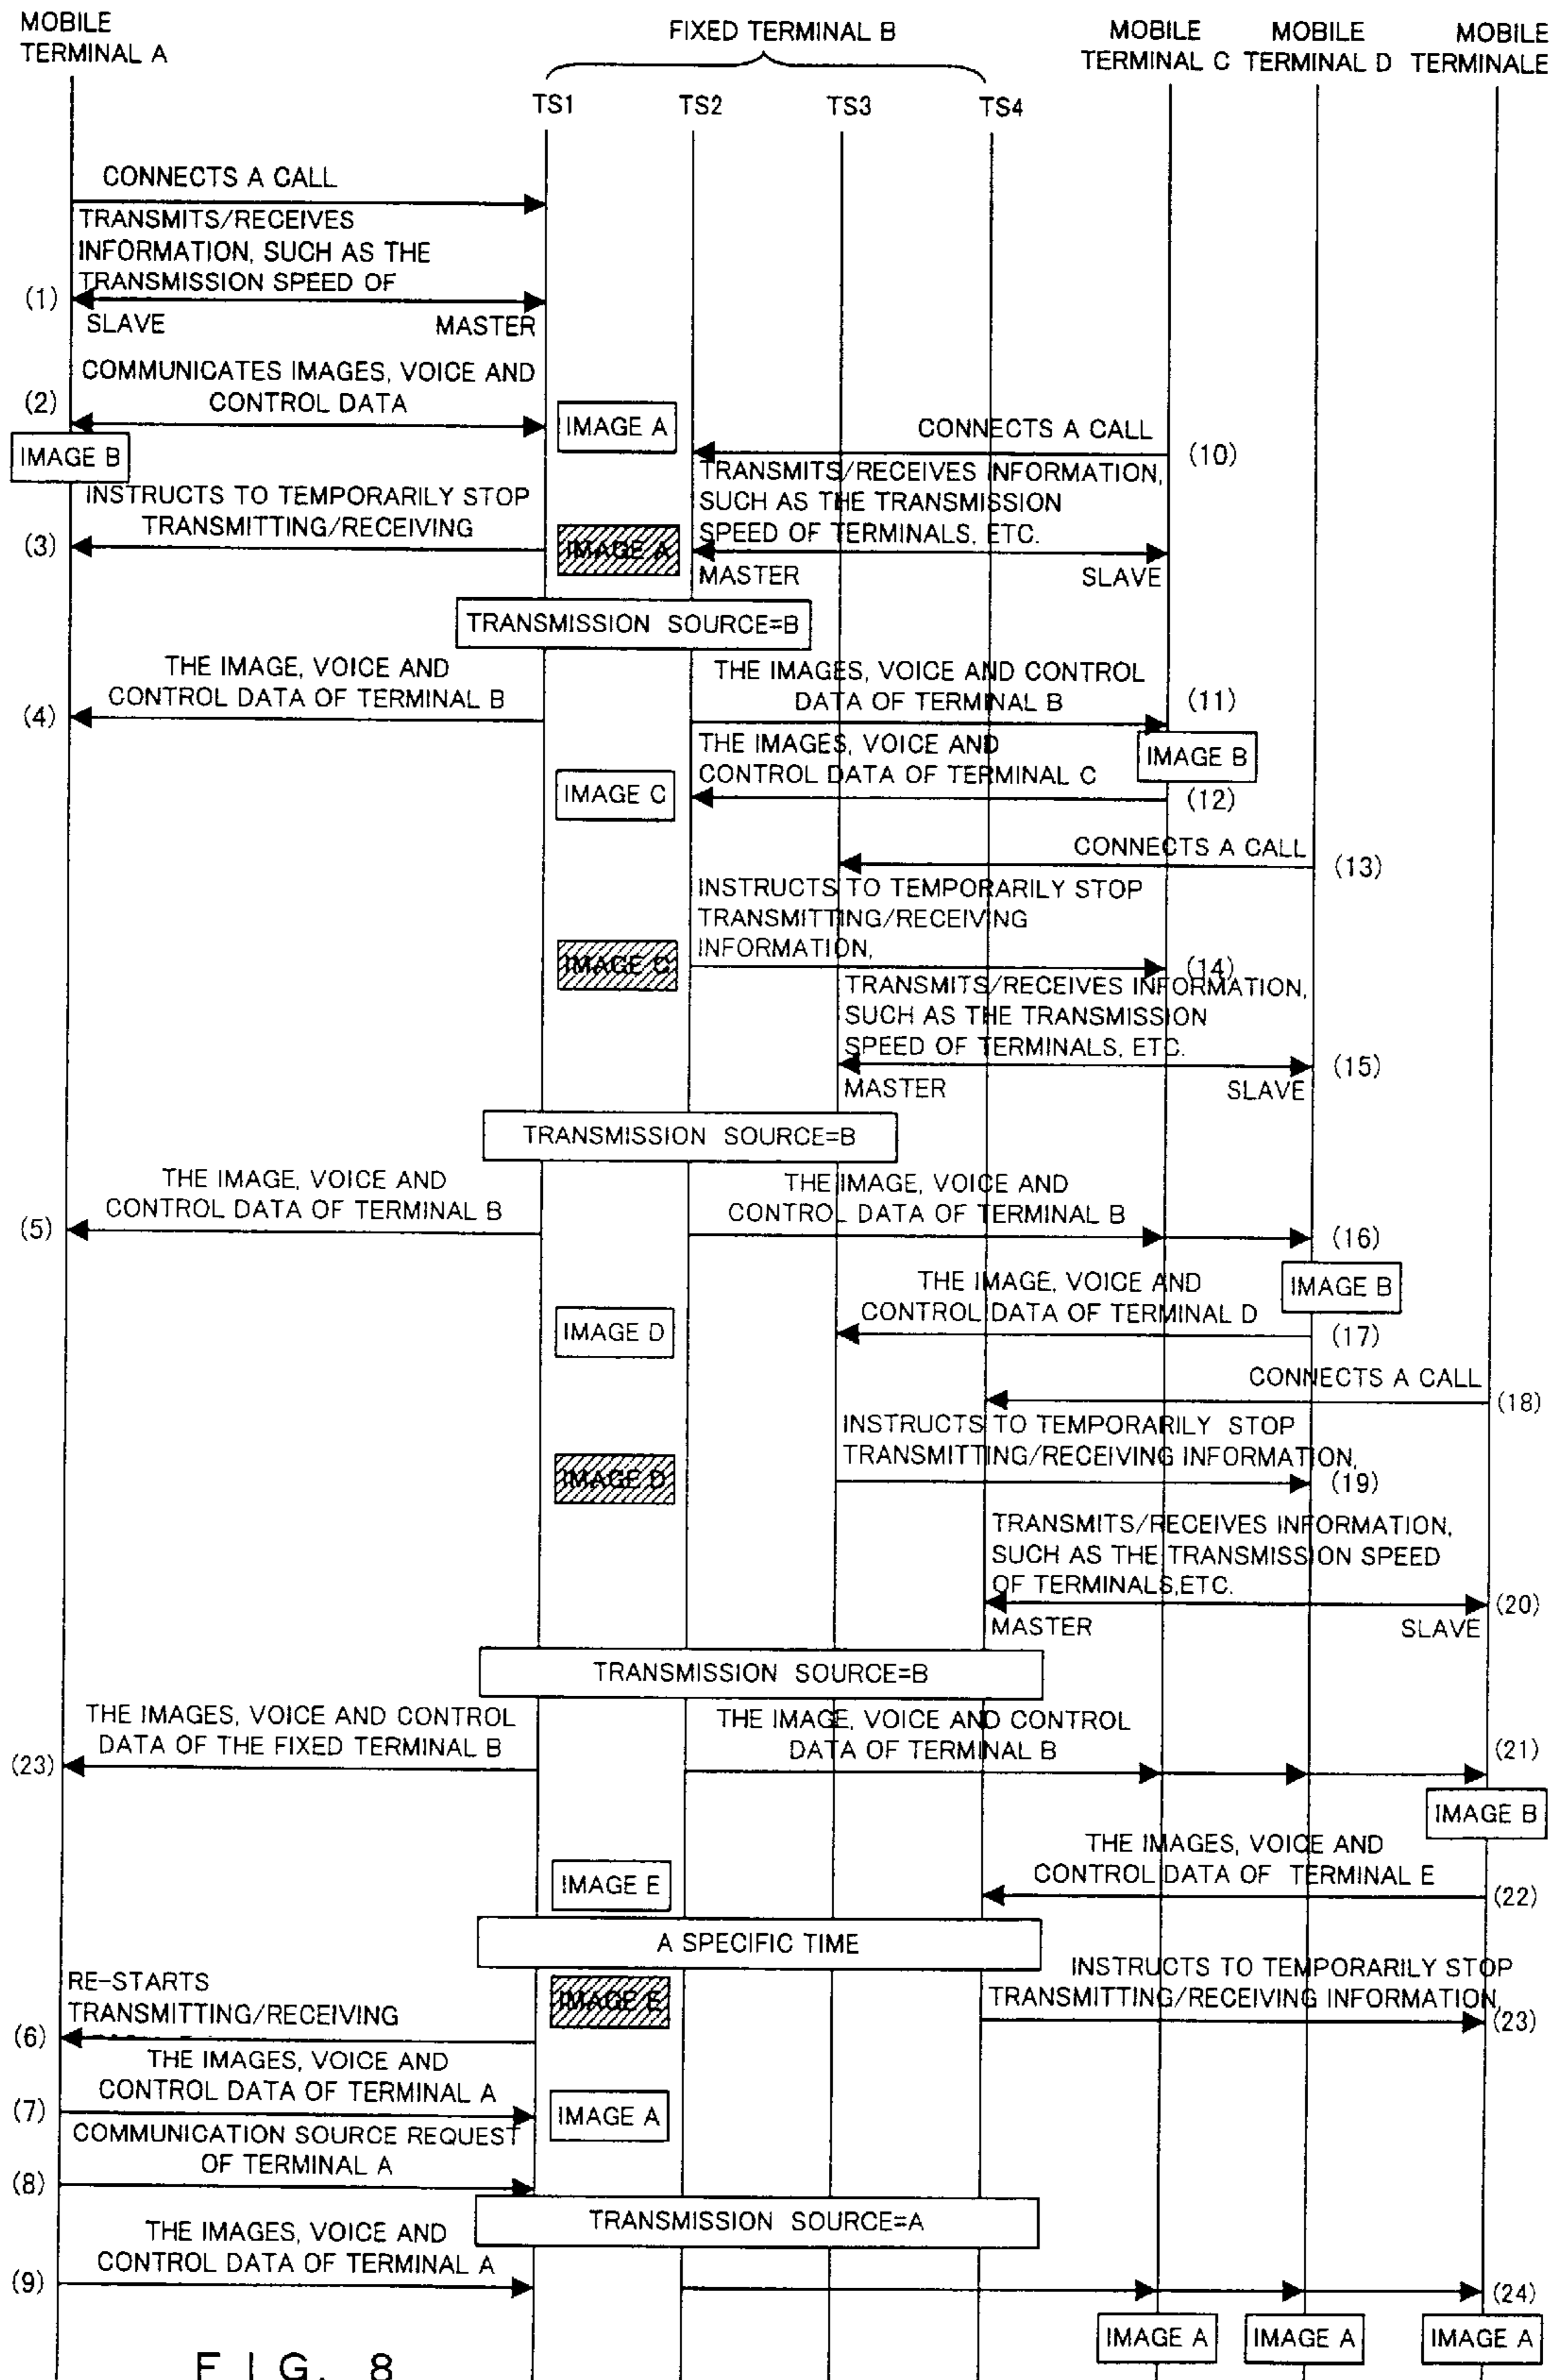 MOBILE
TERMINAL A
FIXED TERMINAL B
MOBILE
TERMINAL C
MOBILE
TERMINAL D
MOBILE
TERMINALE
TS1
TS2
TS3
TS4
CONNECTS A CALL
TRANSMITS/RECEIVES
INFORMATION, SUCH AS THE
TRANSMISSION SPEED OF
(1)
SLAVE
MASTER
COMMUNICATES IMAGES, VOICE AND
CONTROL DATA
(2)
IMAGE A
IMAGE B
CONNECTS A CALL
(10)
TRANSMITS/RECEIVES INFORMATION,
SUCH AS THE TRANSMISSION
SPEED OF TERMINALS, ETC.
INSTRUCTS TO TEMPORARILY STOP
TRANSMITTING/RECEIVING
(3)
IMAGE A
MASTER
SLAVE
TRANSMISSION SOURCE=B
THE IMAGE, VOICE AND
CONTROL DATA OF TERMINAL B
(4)
THE IMAGES, VOICE AND CONTROL
DATA OF TERMINAL B
(11)
IMAGE B
THE IMAGES, VOICE AND
CONTROL DATA OF TERMINAL C
IMAGE C
(12)
CONNECTS A CALL
(13)
INSTRUCTS TO TEMPORARILY STOP
TRANSMITTING/RECEIVING
INFORMATION,
IMAGE C
(14)
TRANSMITS/RECEIVES INFORMATION,
SUCH AS THE TRANSMISSION
SPEED OF TERMINALS, ETC.
(15)
MASTER
SLAVE
TRANSMISSION SOURCE=B
THE IMAGE, VOICE AND
CONTROL DATA OF TERMINAL B
(5)
THE IMAGE, VOICE AND
CONTROL DATA OF TERMINAL B
(16)
IMAGE B
THE IMAGE, VOICE AND
CONTROL DATA OF TERMINAL D
IMAGE D
(17)
CONNECTS A CALL
(18)
INSTRUCTS TO TEMPORARILY STOP
TRANSMITTING/RECEIVING INFORMATION,
IMAGE D
(19)
TRANSMITS/RECEIVES INFORMATION,
SUCH AS THE TRANSMISSION SPEED
OF TERMINALS,ETC.
(20)
MASTER
SLAVE
TRANSMISSION SOURCE=B
THE IMAGES, VOICE AND CONTROL
DATA OF THE FIXED TERMINAL B
(23)
THE IMAGE, VOICE AND CONTROL
DATA OF TERMINAL B
(21)
IMAGE B
THE IMAGES, VOICE AND
CONTROL DATA OF TERMINAL E
IMAGE E
(22)
A SPECIFIC TIME
INSTRUCTS TO TEMPORARILY STOP
TRANSMITTING/RECEIVING INFORMATION,
(23)
RE-STARTS
TRANSMITTING/RECEIVING
IMAGE E
(6)
THE IMAGES, VOICE AND
CONTROL DATA OF TERMINAL A
(7)
IMAGE A
COMMUNICATION SOURCE REQUEST
OF TERMINAL A
(8)
TRANSMISSION SOURCE=A
THE IMAGES, VOICE AND
CONTROL DATA OF TERMINAL A
(9)
(24)
IMAGE A
IMAGE A
IMAGE A
FIG. 8